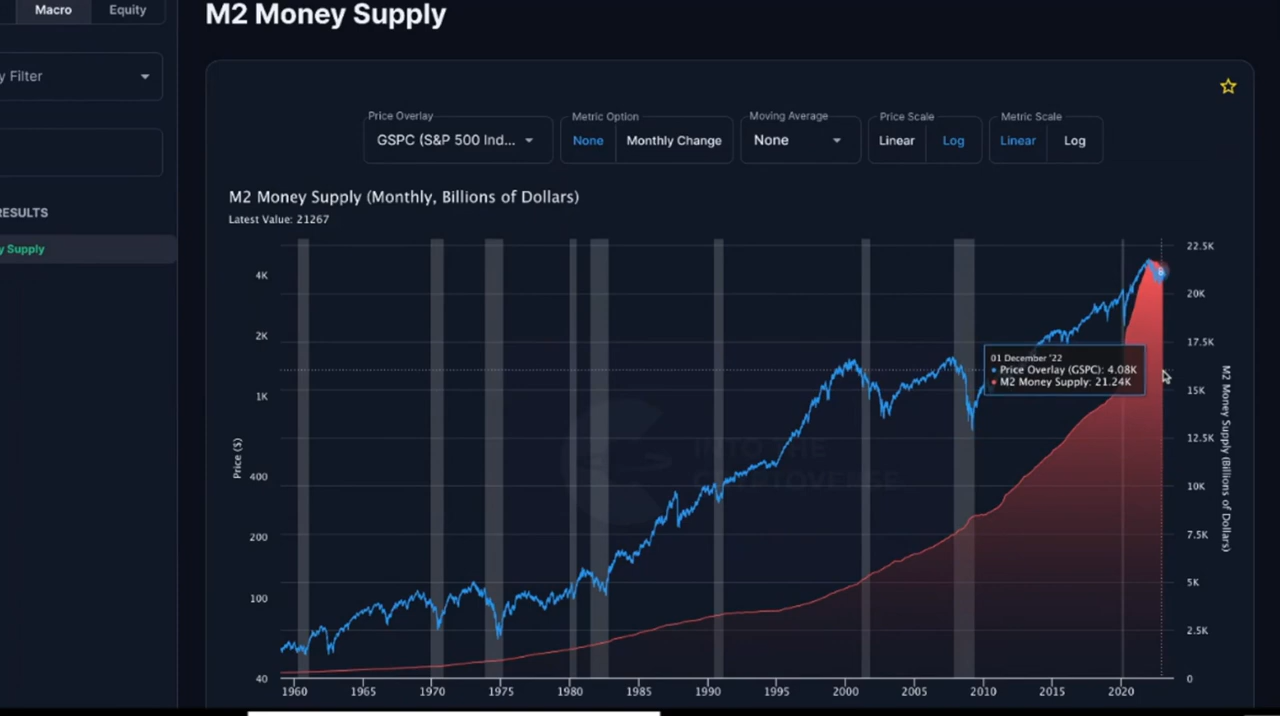 Macro
Equity
M2 Money Supply
y Filter
RESULTS
y Supply
Price Overlay
GSPC (S&P 500 Ind...
Metric Option
None
Monthly Change
Moving Average
None
Price Scale
Linear
Log
Metric Scale
Linear
Log
M2 Money Supply (Monthly, Billions of Dollars)
Latest Value: 21267
4K
2K
1K
400
200
100
40
Price ($)
INTO THE
CRYPTOVERSE
01 December '22
Price Overlay (GSPC): 4.08K
M2 Money Supply: 21.24K
22.5K
20K
17.5K
15K
12.5K
10K
7.5K
5K
2.5K
0
M2 Money Supply (Billions of Dollars)
1960
1965
1970
1975
1980
1985
1990
1995
2000
2005
2010
2015
2020